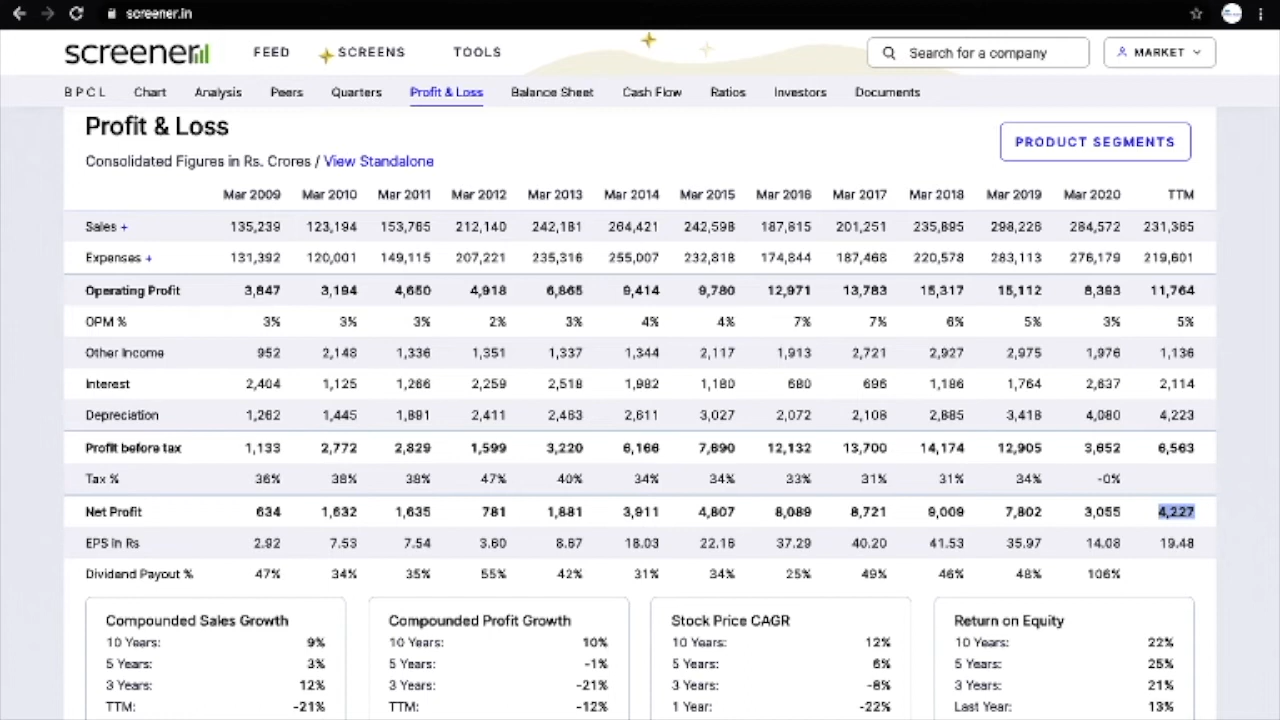 screener.in
screener FEED SCREENS TOOLS Search for a company MARKET
B P C L Chart Analysis Peers Quarters Profit & Loss Balance Sheet Cash Flow Ratios Investors Documents
Profit & Loss
PRODUCT SEGMENTS
Consolidated Figures in Rs. Crores / View Standalone
Mar 2009 Mar 2010 Mar 2011 Mar 2012 Mar 2013 Mar 2014 Mar 2015 Mar 2016 Mar 2017 Mar 2018 Mar 2019 Mar 2020 TTM
Sales + 135,239 123,194 153,765 212,140 242,181 264,421 242,598 187,815 201,251 235,895 298,226 284,572 231,365
Expenses + 131,392 120,001 149,115 207,221 235,316 255,007 232,818 174,844 187,468 220,578 283,113 276,179 219,601
Operating Profit 3,847 3,194 4,650 4,918 6,865 9,414 9,780 12,971 13,783 15,317 15,112 8,393 11,764
OPM % 3% 3% 3% 2% 3% 4% 4% 7% 7% 6% 5% 3% 5%
Other Income 952 2,148 1,336 1,351 1,337 1,344 2,117 1,913 2,721 2,927 2,975 1,976 1,136
Interest 2,404 1,125 1,266 2,259 2,518 1,982 1,180 680 696 1,186 1,764 2,637 2,114
Depreciation 1,262 1,445 1,891 2,411 2,463 2,611 3,027 2,072 2,108 2,885 3,418 4,080 4,223
Profit before tax 1,133 2,772 2,829 1,599 3,220 6,166 7,690 12,132 13,700 14,174 12,905 3,652 6,563
Tax % 36% 38% 38% 47% 40% 34% 34% 33% 31% 31% 34% -0%
Net Profit 634 1,632 1,635 781 1,881 3,911 4,807 8,089 8,721 9,009 7,802 3,055 4,227
EPS in Rs 2.92 7.53 7.54 3.60 8.67 18.03 22.16 37.29 40.20 41.53 35.97 14.08 19.48
Dividend Payout % 47% 34% 35% 55% 42% 31% 34% 25% 49% 46% 48% 106%
Compounded Sales Growth
10 Years: 9%
5 Years: 3%
3 Years: 12%
TTM: -21%
Compounded Profit Growth
10 Years: 10%
5 Years: -1%
3 Years: -21%
TTM: -12%
Stock Price CAGR
10 Years: 12%
5 Years: 6%
3 Years: -8%
1 Year: -22%
Return on Equity
10 Years: 22%
5 Years: 25%
3 Years: 21%
Last Year: 13%